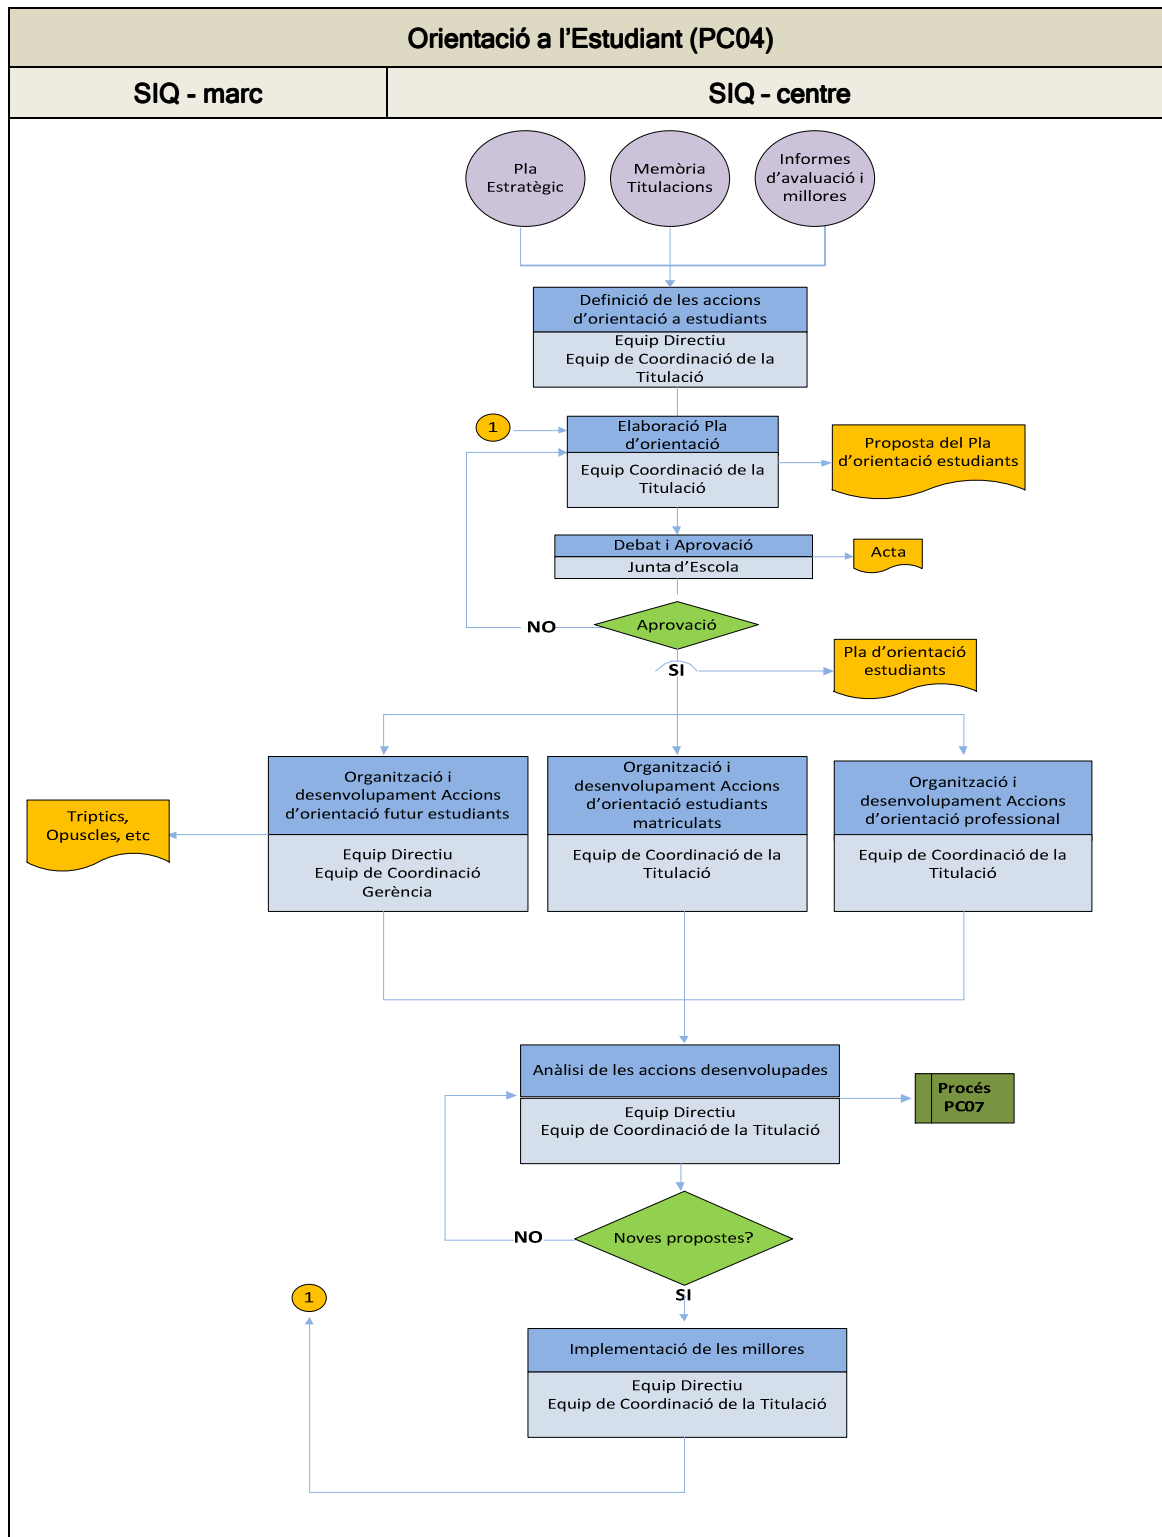 Orientació a l’Estudiant (PC04)
SIQ - marc
SIQ – centre
Pla
Estratègic
Memòria
Titulacions
Informes
d’avaluació i
millores
Definició de les accions
d’orientació a estudiants
Equip Directiu
Equip de Coordinació de la
Titulació
1
Elaboració Pla
d’orientació
Equip Coordinació de la
Titulació
Proposta del Pla
d’orientació estudiants
Debat i Aprovació
Junta d’Escola
Acta
Aprovació
NO
SI
Pla d’orientació
estudiants
Organització i
desenvolupament Accions
d’orientació futur estudiants
Equip Directiu
Equip de Coordinació
Gerència
Triptics,
Opuscles, etc
Organització i
desenvolupament Accions
d’orientació estudiants
matriculats
Equip de Coordinació de la
Titulació
Organització i
desenvolupament Accions
d’orientació professional
Equip de Coordinació de la
Titulació
Anàlisi de les accions desenvolupades
Equip Directiu
Equip de Coordinació de la Titulació
Procés
PC07
Noves propostes?
NO
SI
1
Implementació de les millores
Equip Directiu
Equip de Coordinació de la Titulació